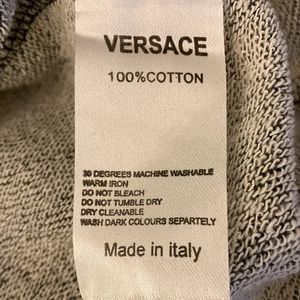 VERSACE
100%COTTON
30 DEGREES MACHINE WASHABLE
WARM IRON
DO NOT BLEACH
DO NOT TUMBLE DRY
DRY CLEANABLE
WASH DARK COLOURS SEPARTELY
Made in italy